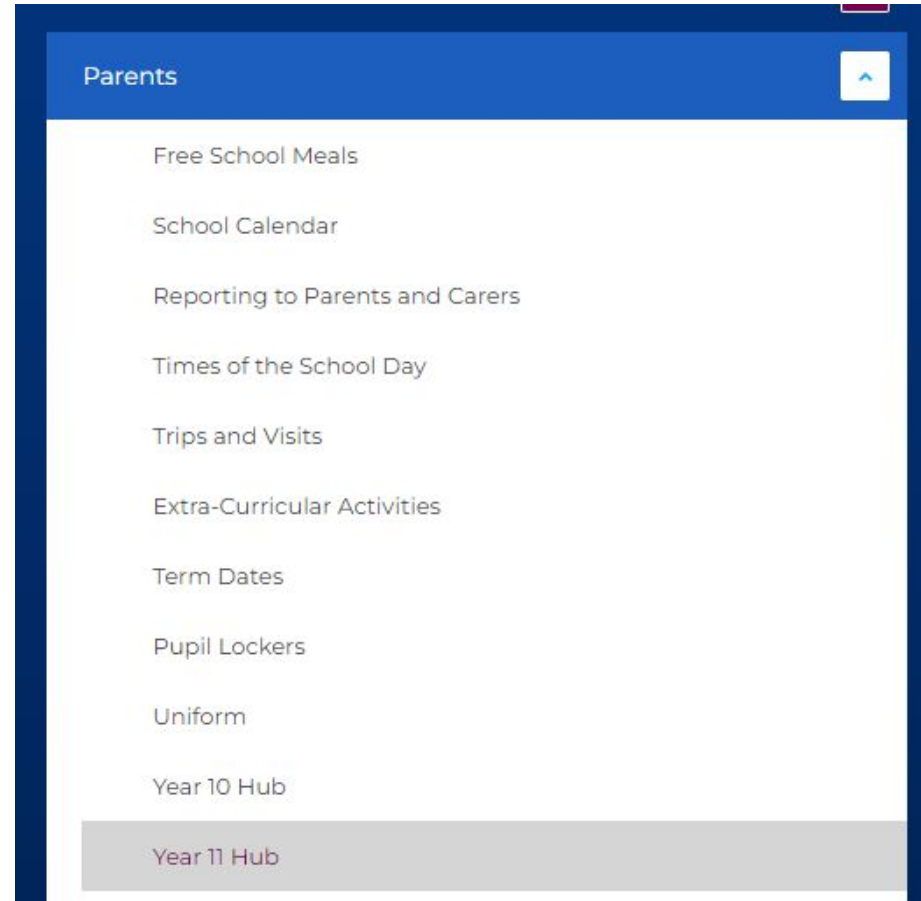 Parents
Free School Meals
School Calendar
Reporting to Parents and Carers
Times of the School Day
Trips and Visits
Extra-Curricular Activities
Term Dates
Pupil Lockers
Uniform
Year 10 Hub
Year 11 Hub